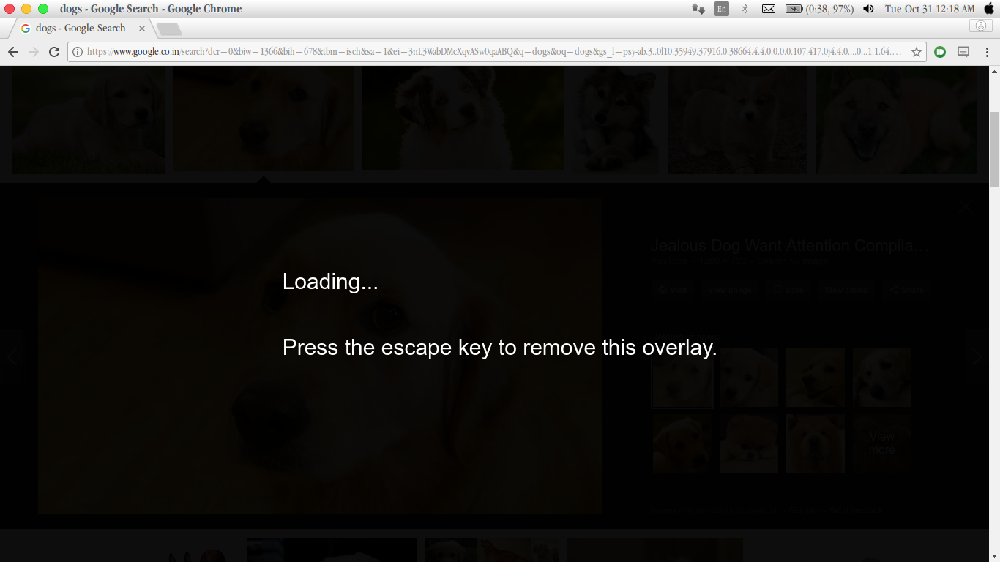 dogs - Google Search - Google Chrome
En
(0:38, 97%)
Tue Oct 31 12:18 AM
dogs - Google Search
https://www.google.co.in/search?dcr=0&biw=1366&bih=678&tbm=isch&sa=1&ei=3nL3WabDMcXqvASw0qaABQ&q=dogs&oq=dogs&gs_l=psy-ab.3..0l10.35949.37916.0.38664.4.4.0.0.0.0.107.417.0j4.4.0....0...1.1.64....
Jealous Dog Want Attention Compila...
YouTube 1280 × 720 Search by image
Visit
View image
Save
View saved
Share
Loading...
Related images:
Press the escape key to remove this overlay.
View
more